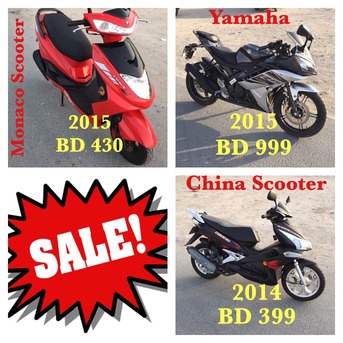 Monaco Scooter
2015
BD 430
Yamaha
2015
BD 999
SALE!
China Scooter
2014
BD 399